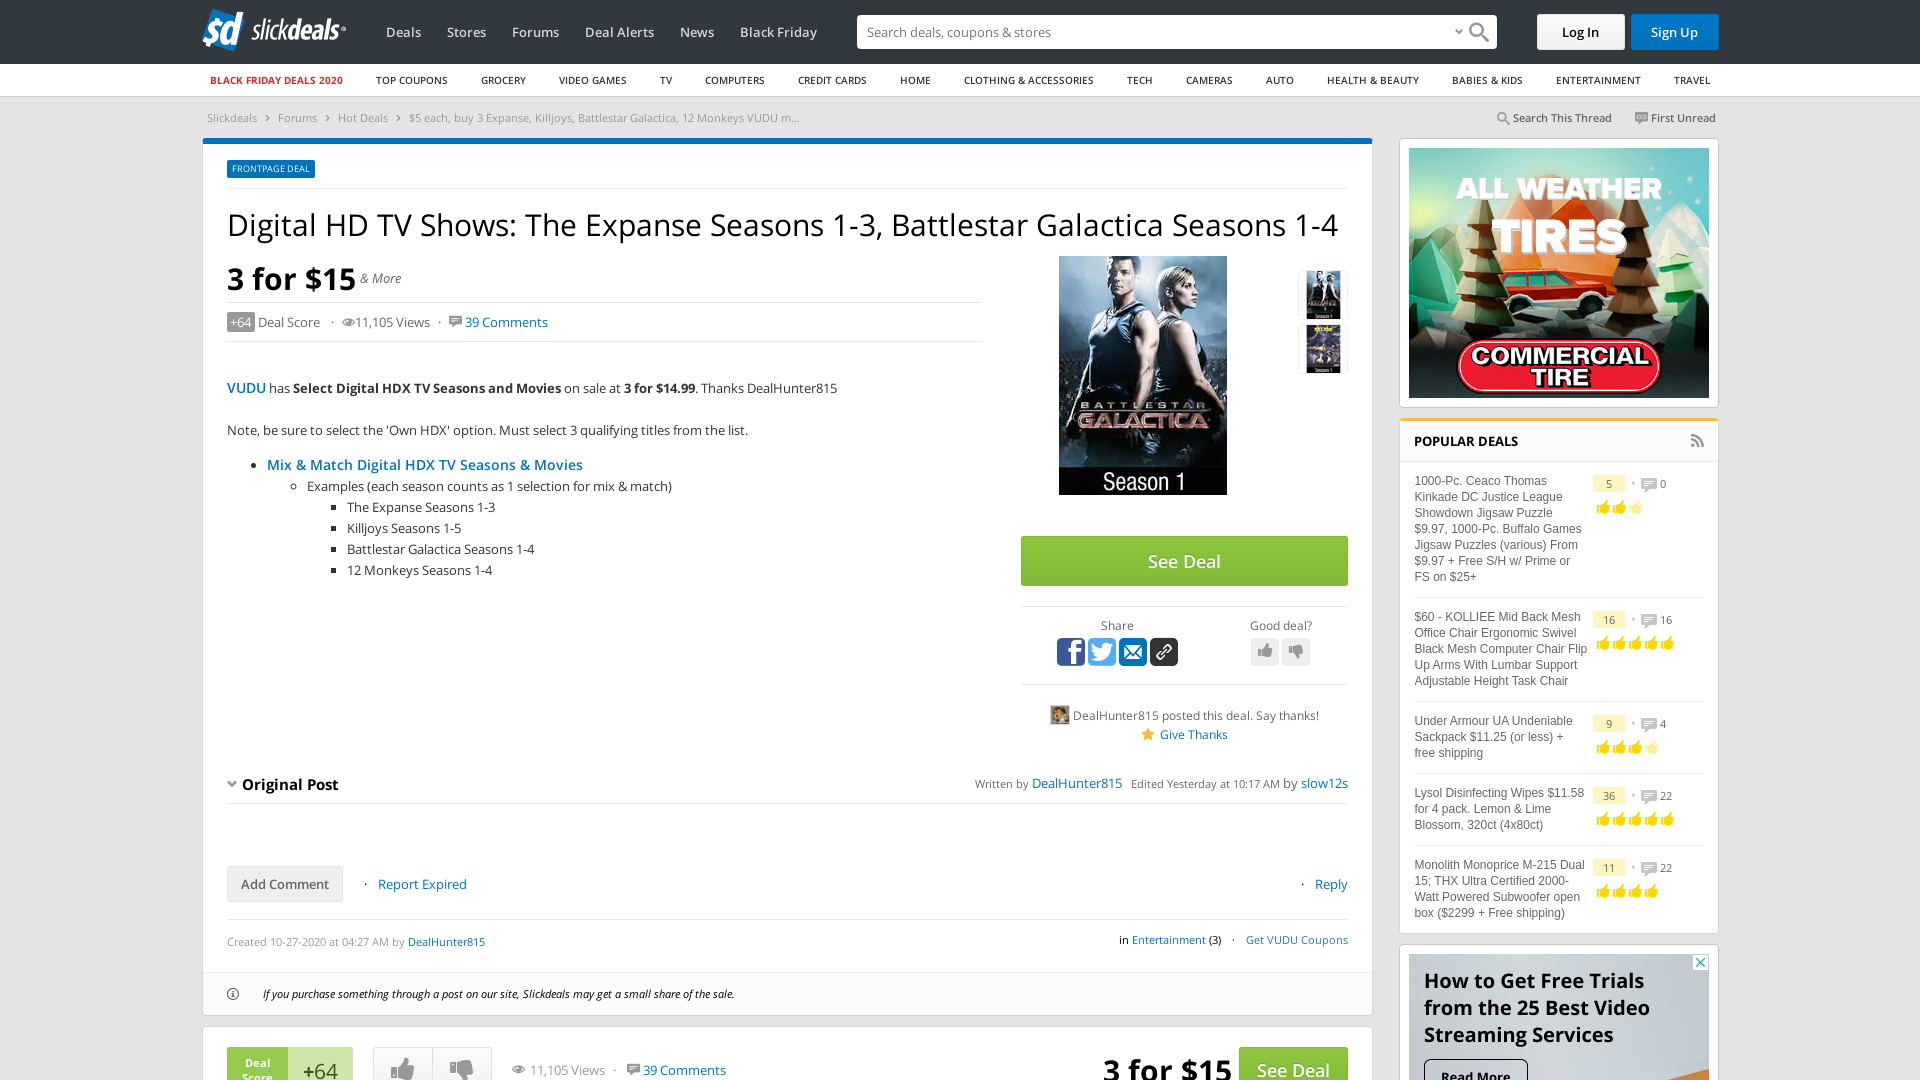 slickdeals
Deals
Stores
Forums
Deal Alerts
News
Black Friday
Search deals, coupons & stores
Log In
Sign Up
BLACK FRIDAY DEALS 2020
TOP COUPONS
GROCERY
VIDEO GAMES
TV
COMPUTERS
CREDIT CARDS
HOME
CLOTHING & ACCESSORIES
TECH
CAMERAS
AUTO
HEALTH & BEAUTY
BABIES & KIDS
ENTERTAINMENT
TRAVEL
Slickdeals › Forums › Hot Deals › $5 each, buy 3 Expanse, Killjoys, Battlestar Galactica, 12 Monkeys VUDU m...
Search This Thread
First Unread
FRONTPAGE DEAL
Digital HD TV Shows: The Expanse Seasons 1-3, Battlestar Galactica Seasons 1-4
3 for $15 & More
+64 Deal Score · 11,105 Views · 39 Comments
VUDU has Select Digital HDX TV Seasons and Movies on sale at 3 for $14.99. Thanks DealHunter815
Note, be sure to select the 'Own HDX' option. Must select 3 qualifying titles from the list.
Mix & Match Digital HDX TV Seasons & Movies
Examples (each season counts as 1 selection for mix & match)
The Expanse Seasons 1-3
Killjoys Seasons 1-5
Battlestar Galactica Seasons 1-4
12 Monkeys Seasons 1-4
BATTLESTAR
GALACTICA
Season 1
Season 1
Season 1
See Deal
Share
Good deal?
DealHunter815 posted this deal. Say thanks!
Give Thanks
Original Post
Written by DealHunter815 Edited Yesterday at 10:17 AM by slow12s
Add Comment
· Report Expired
· Reply
Created 10-27-2020 at 04:27 AM by DealHunter815
in Entertainment (3) · Get VUDU Coupons
If you purchase something through a post on our site, Slickdeals may get a small share of the sale.
Deal
Score
+64
11,105 Views · 39 Comments
3 for $15
See Deal
ALL WEATHER
TIRES
COMMERCIAL
TIRE
POPULAR DEALS
1000-Pc. Ceaco Thomas
Kinkade DC Justice League
Showdown Jigsaw Puzzle
$9.97, 1000-Pc. Buffalo Games
Jigsaw Puzzles (various) From
$9.97 + Free S/H w/ Prime or
FS on $25+
5 • 0
$60 - KOLLIEE Mid Back Mesh
Office Chair Ergonomic Swivel
Black Mesh Computer Chair Flip
Up Arms With Lumbar Support
Adjustable Height Task Chair
16 • 16
Under Armour UA Undeniable
Sackpack $11.25 (or less) +
free shipping
9 • 4
Lysol Disinfecting Wipes $11.58
for 4 pack. Lemon & Lime
Blossom, 320ct (4x80ct)
36 • 22
Monolith Monoprice M-215 Dual
15; THX Ultra Certified 2000-
Watt Powered Subwoofer open
box ($2299 + Free shipping)
11 • 22
How to Get Free Trials
from the 25 Best Video
Streaming Services
Read More